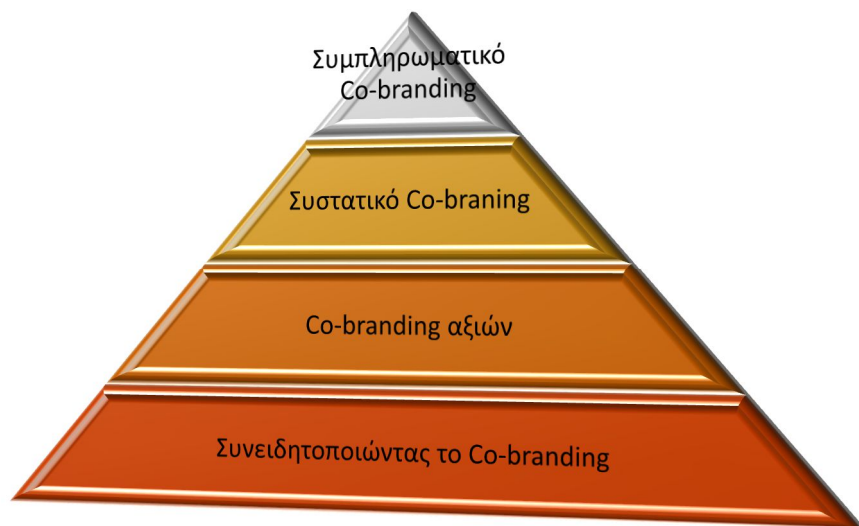 Συμπληρωματικό
Co-branding
Συστατικό Co-braning
Co-branding αξιών
Συνειδητοποιώντας το Co-branding